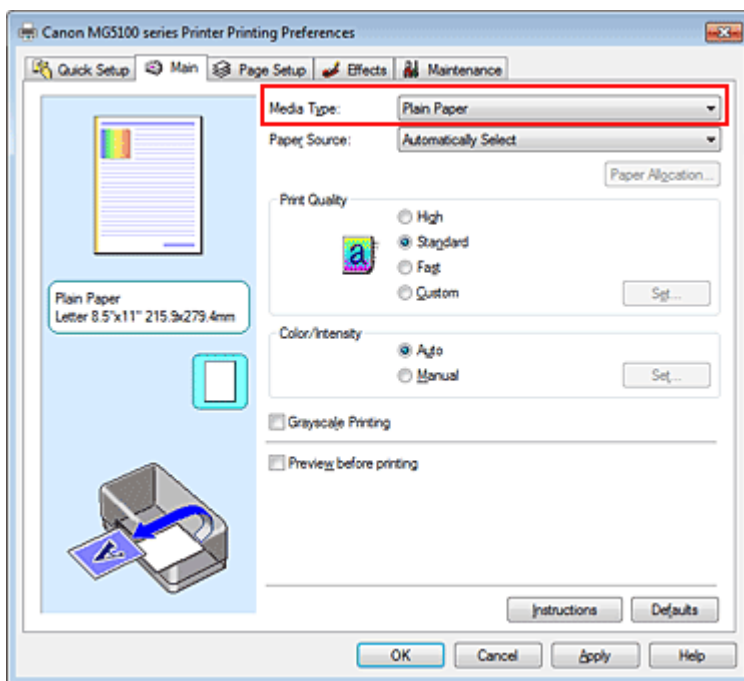 Canon MG5100 series Printer Printing Preferences
Quick Setup Main Page Setup Effects Maintenance
Media Type: Plain Paper
Paper Source: Automatically Select
Paper Allocation...
Print Quality
High
a Standard
Fast
Custom Set...
Plain Paper
Letter 8.5"x11" 215.9x279.4mm
Color/Intensity
Auto
Manual Set...
Grayscale Printing
Preview before printing
A
Instructions Defaults
OK Cancel Apply Help